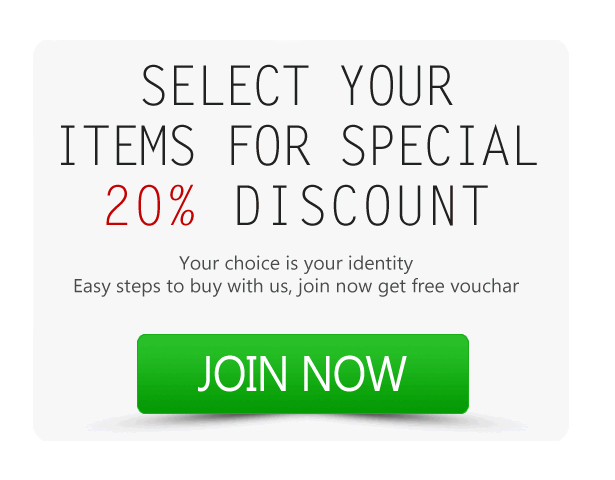 SELECT YOUR
ITEMS FOR SPECIAL
20% DISCOUNT
Your choice is your identity
Easy steps to buy with us, join now get free vouchar
JOIN NOW